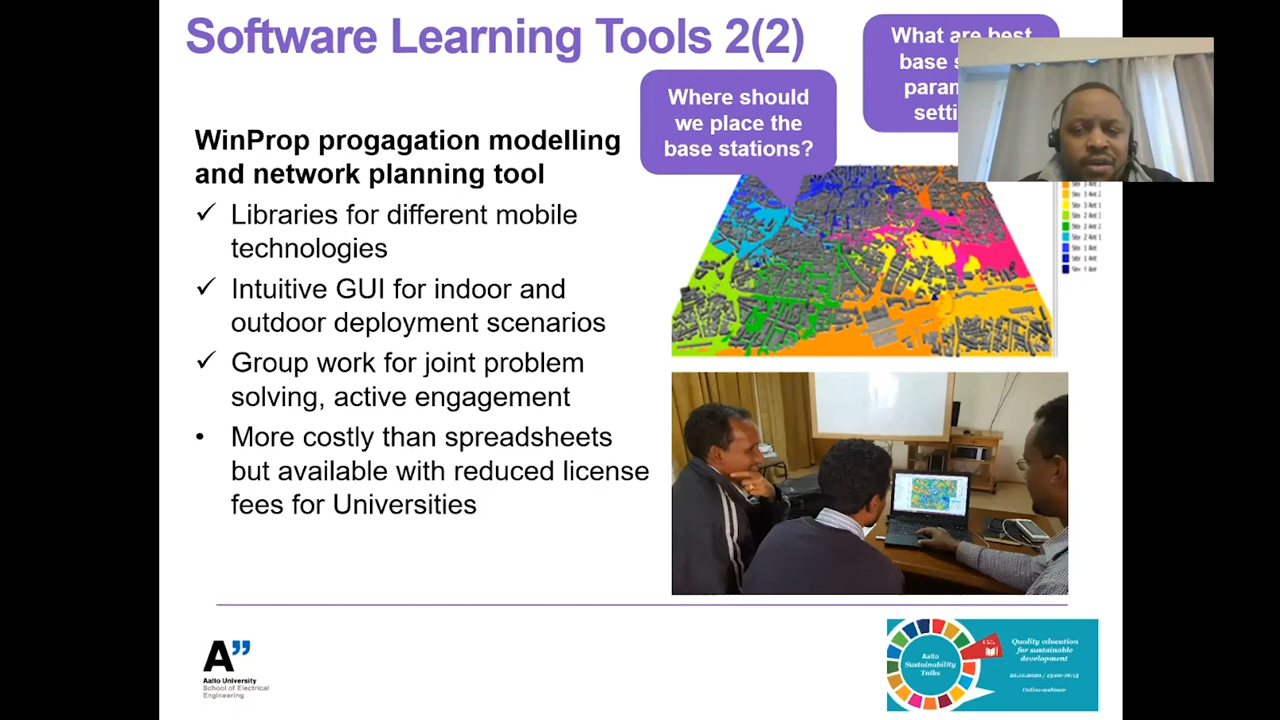 Software Learning Tools 2(2)
What are best
base
Where should
we place the
base stations?
WinProp progagation modelling
and network planning tool
✓ Libraries for different mobile
technologies
✓ Intuitive GUI for indoor and
outdoor deployment scenarios
✓ Group work for joint problem
solving, active engagement
• More costly than spreadsheets
but available with reduced license
fees for Universities
A”
Aalto University
School of Electrical
Engineering
Aalto
Sustainability
Talks
Quality education
for sustainable
development
Online-webinar